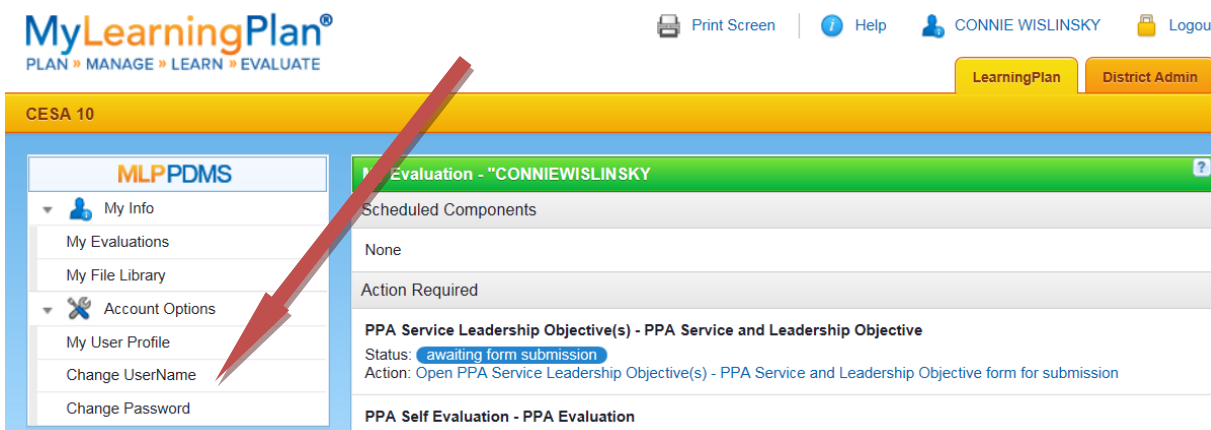 MyLearningPlan®
PLAN » MANAGE » LEARN » EVALUATE
Print Screen
Help
CONNIE WISLINSKY
Logou
LearningPlan
District Admin
CESA 10
MLPPDMS
My Info
My Evaluations
My File Library
Account Options
My User Profile
Change UserName
Change Password
Evaluation - "CONNIEWISLINSKY
?
Scheduled Components
None
Action Required
PPA Service Leadership Objective(s) - PPA Service and Leadership Objective
Status: awaiting form submission
Action: Open PPA Service Leadership Objective(s) - PPA Service and Leadership Objective form for submission
PPA Self Evaluation - PPA Evaluation